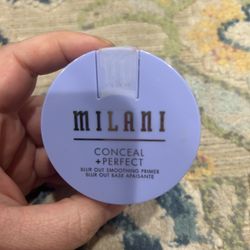 MILANI
CONCEAL
+PERFECT
BLUR OUT SMOOTHING PRIMER
BLUR OUT BASE APAISANTE